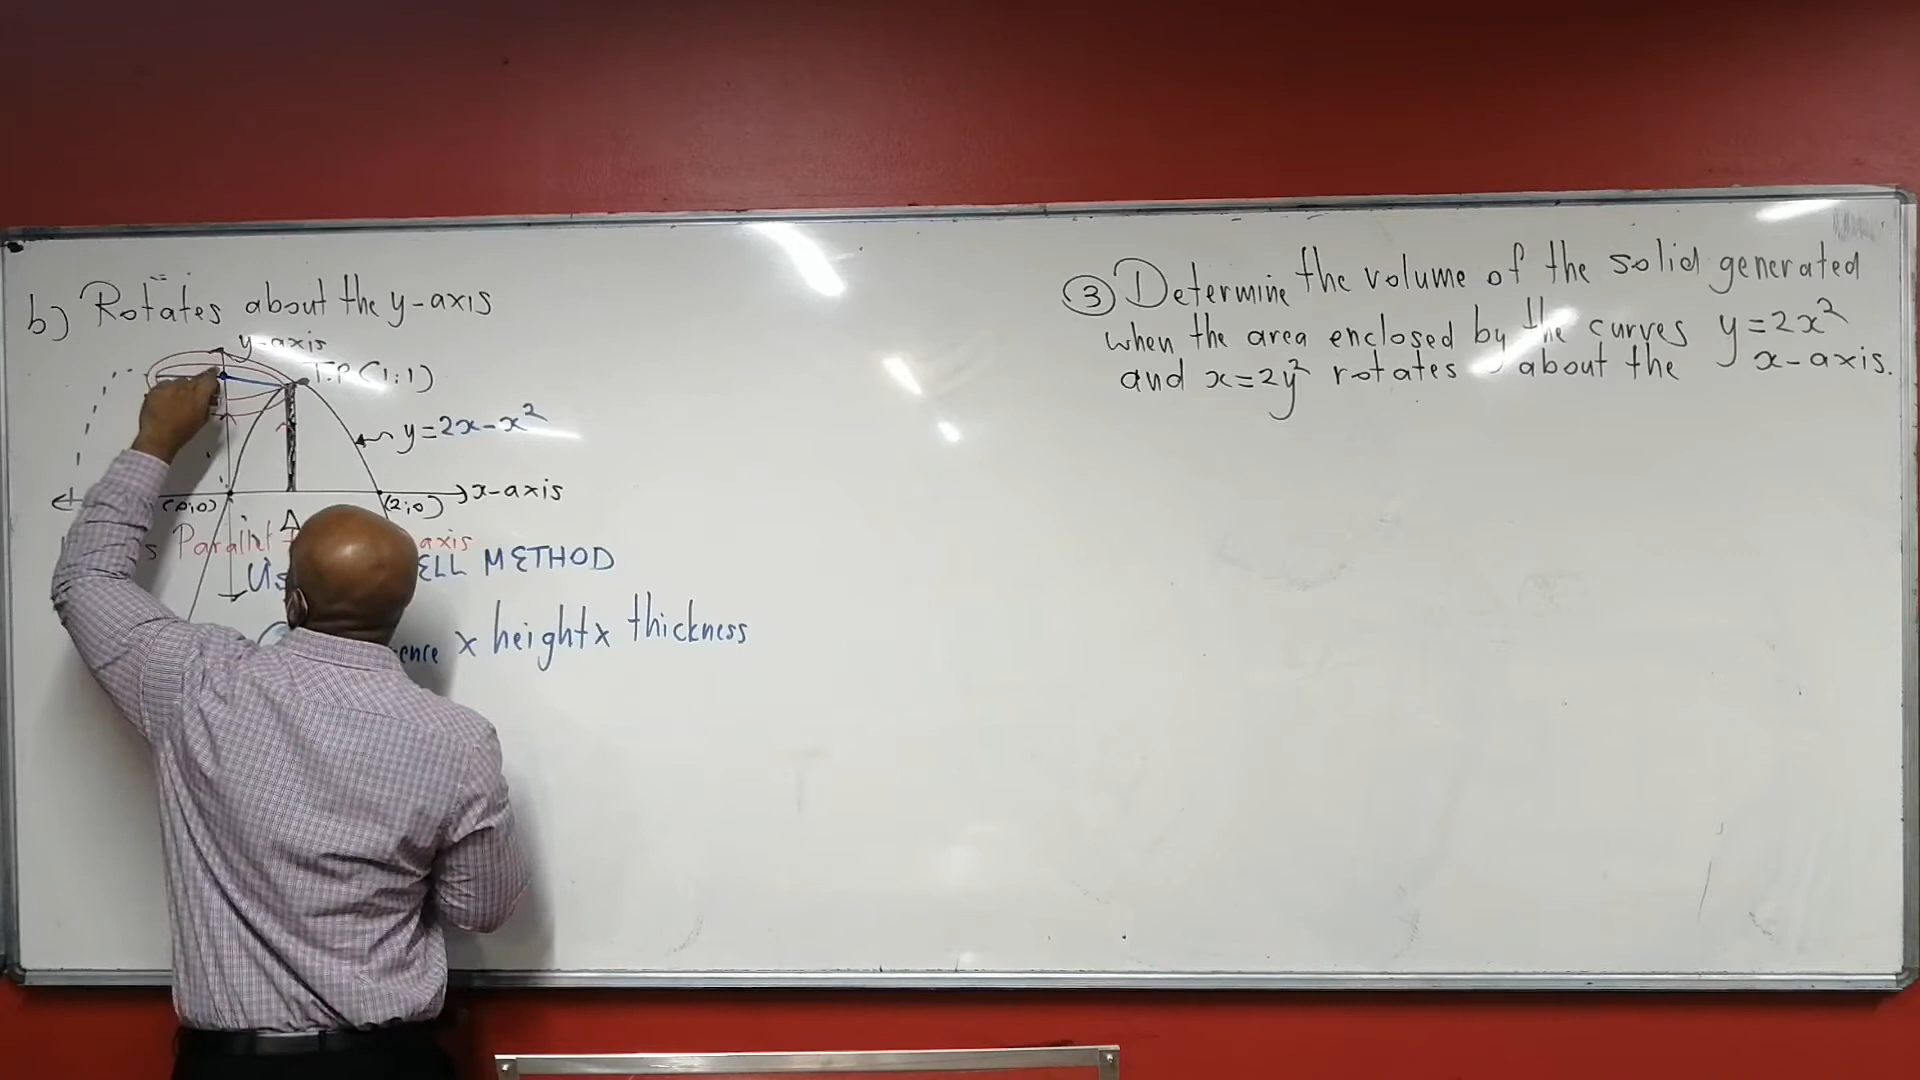 b) Rotates about the y-axis
y-axis
T.P (1;1)
y=2x-x²
x-axis
(0;0)
(2;0)
Parallel
axis
METHOD
x height x thickness
③ Determine the volume of the solid generated
when the area enclosed by the curves y=2x²
and x=2y² rotates about the x-axis.